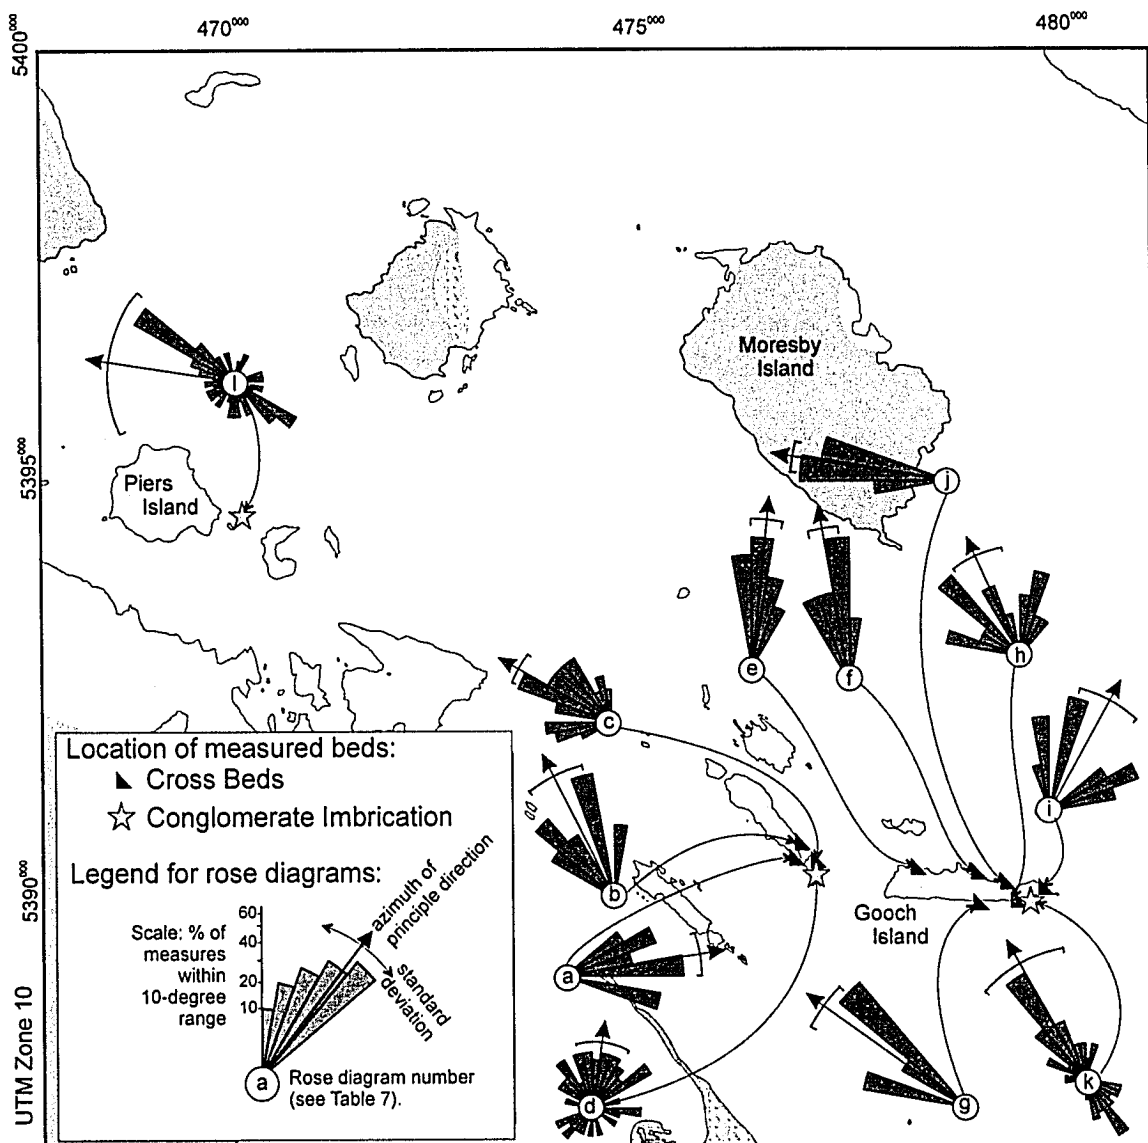 470⁰⁰⁰
475⁰⁰⁰
480⁰⁰⁰
5400⁰⁰⁰
Moresby
Island
l
5395⁰⁰⁰
Piers
Island
j
h
e
f
c
i
b
5390⁰⁰⁰
Gooch
Island
a
d
g
k
UTM Zone 10
Location of measured beds:
Cross Beds
Conglomerate Imbrication
Legend for rose diagrams:
Scale: % of
measures
within
10-degree
range
60
40
20
10
azimuth of
principle direction
standard
deviation
a
Rose diagram number
(see Table 7).